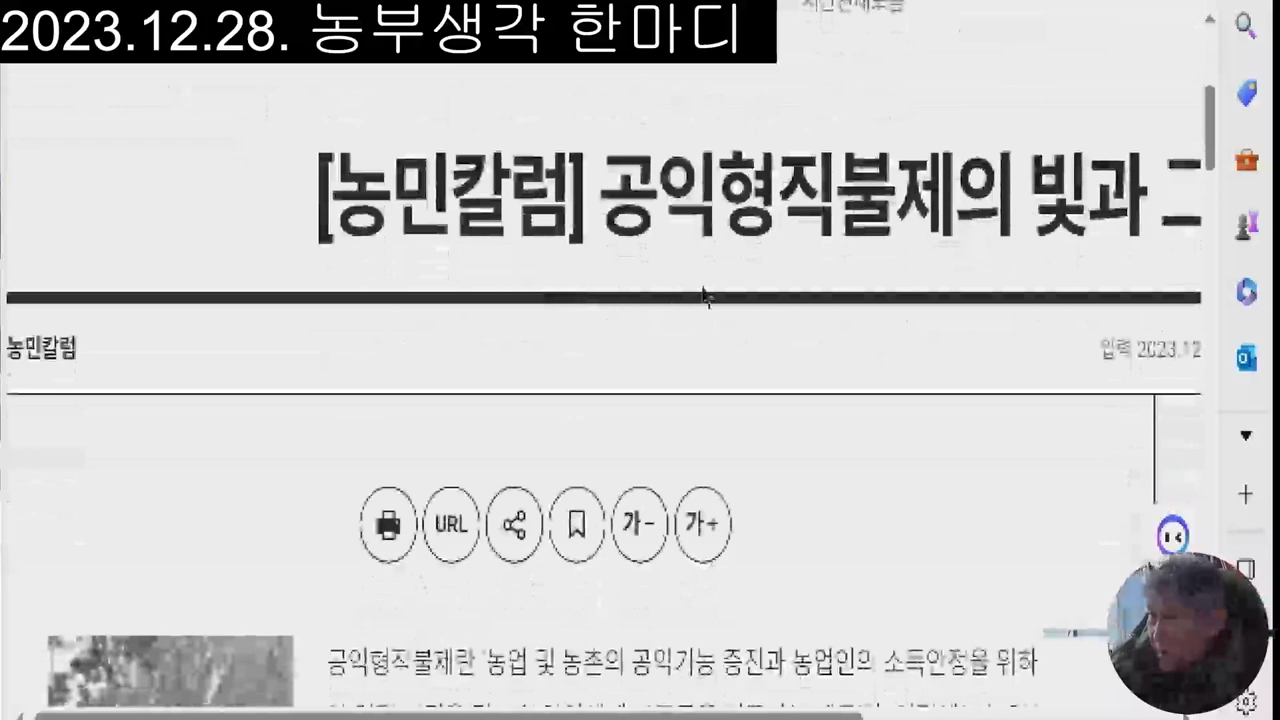 2023.12.28. 농부생각 한마디
[농민칼럼] 공익형직불제의 빛과
농민칼럼
입력 2023.12
URL
가-
가+
공익형직불제란 '농업 및 농촌의 공익기능 증진과 농업인의 소득안정을 위하